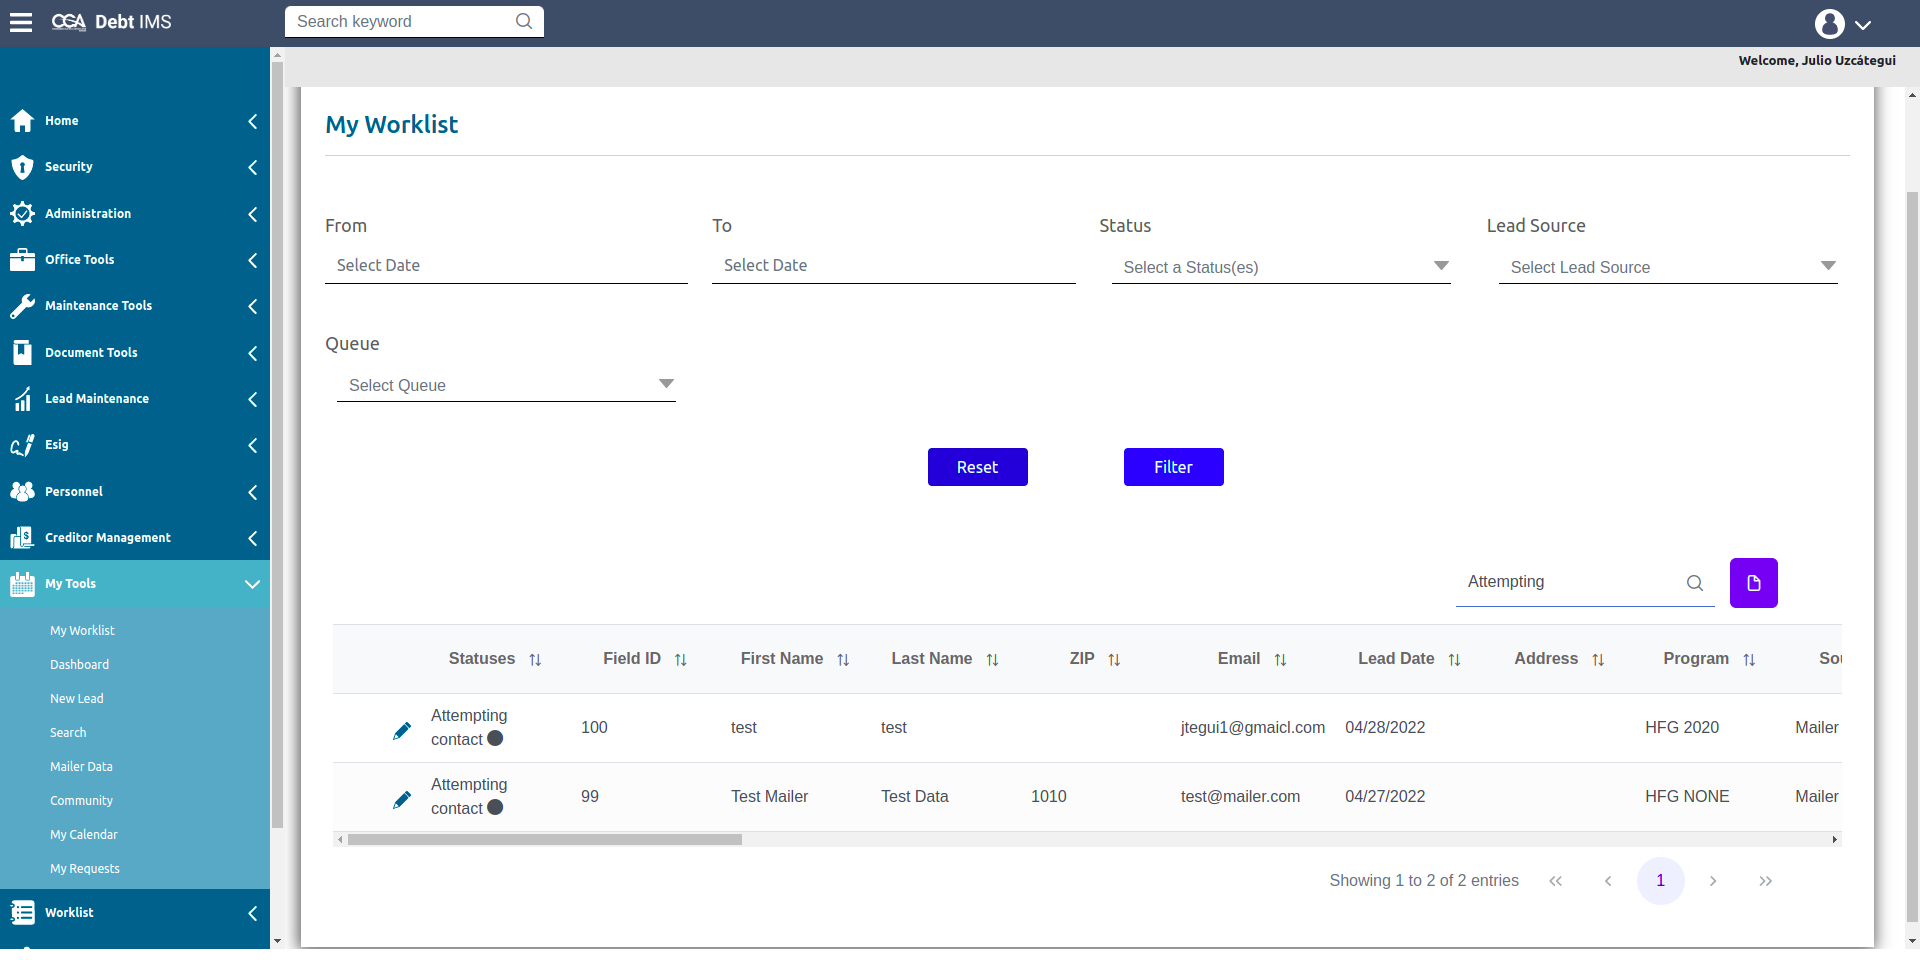 CGA Debt IMS
Search keyword
Welcome, Julio Uzcátegui
Home
Security
Administration
Office Tools
Maintenance Tools
Document Tools
Lead Maintenance
Esig
Personnel
Creditor Management
My Tools
My Worklist
Dashboard
New Lead
Search
Mailer Data
Community
My Calendar
My Requests
Worklist
My Worklist
From To Status Lead Source
Select Date Select Date Select a Status(es) Select Lead Source
Queue
Select Queue
Reset Filter
Attempting
Statuses Field ID First Name Last Name ZIP Email Lead Date Address Program Sou
Attempting contact 100 test test jtegui1@gmaicl.com 04/28/2022 HFG 2020 Mailer
Attempting contact 99 Test Mailer Test Data 1010 test@mailer.com 04/27/2022 HFG NONE Mailer
Showing 1 to 2 of 2 entries << < 1 > >>